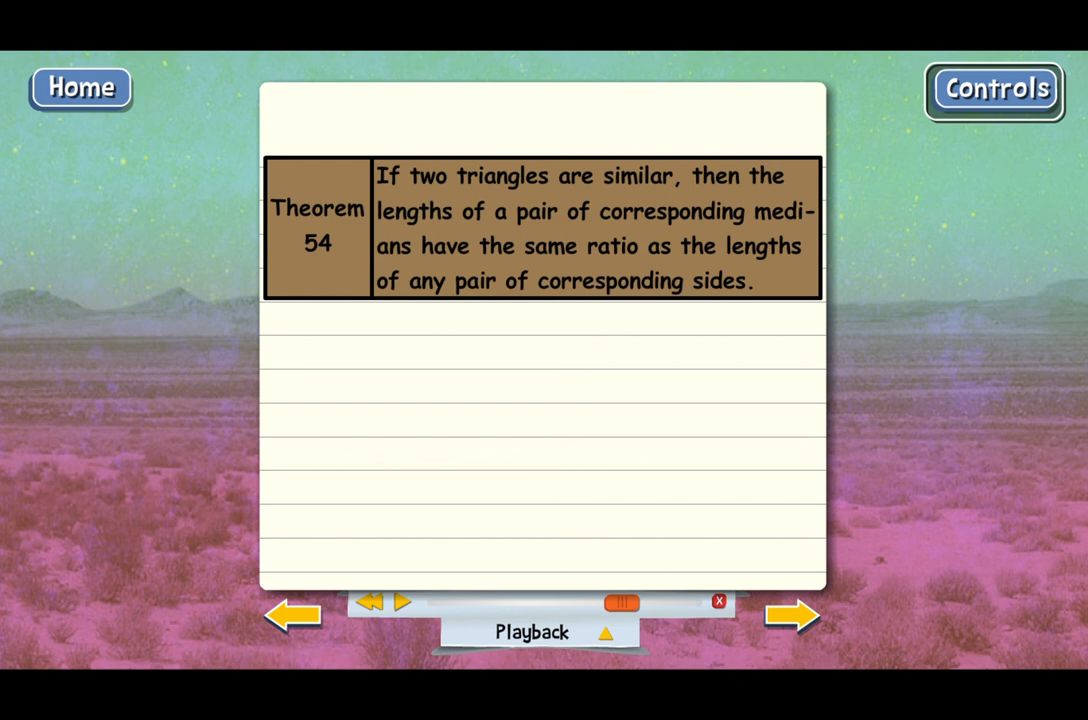 Home
Controls
Theorem
54
If two triangles are similar, then the
lengths of a pair of corresponding medi-
ans have the same ratio as the lengths
of any pair of corresponding sides.
X
Playback